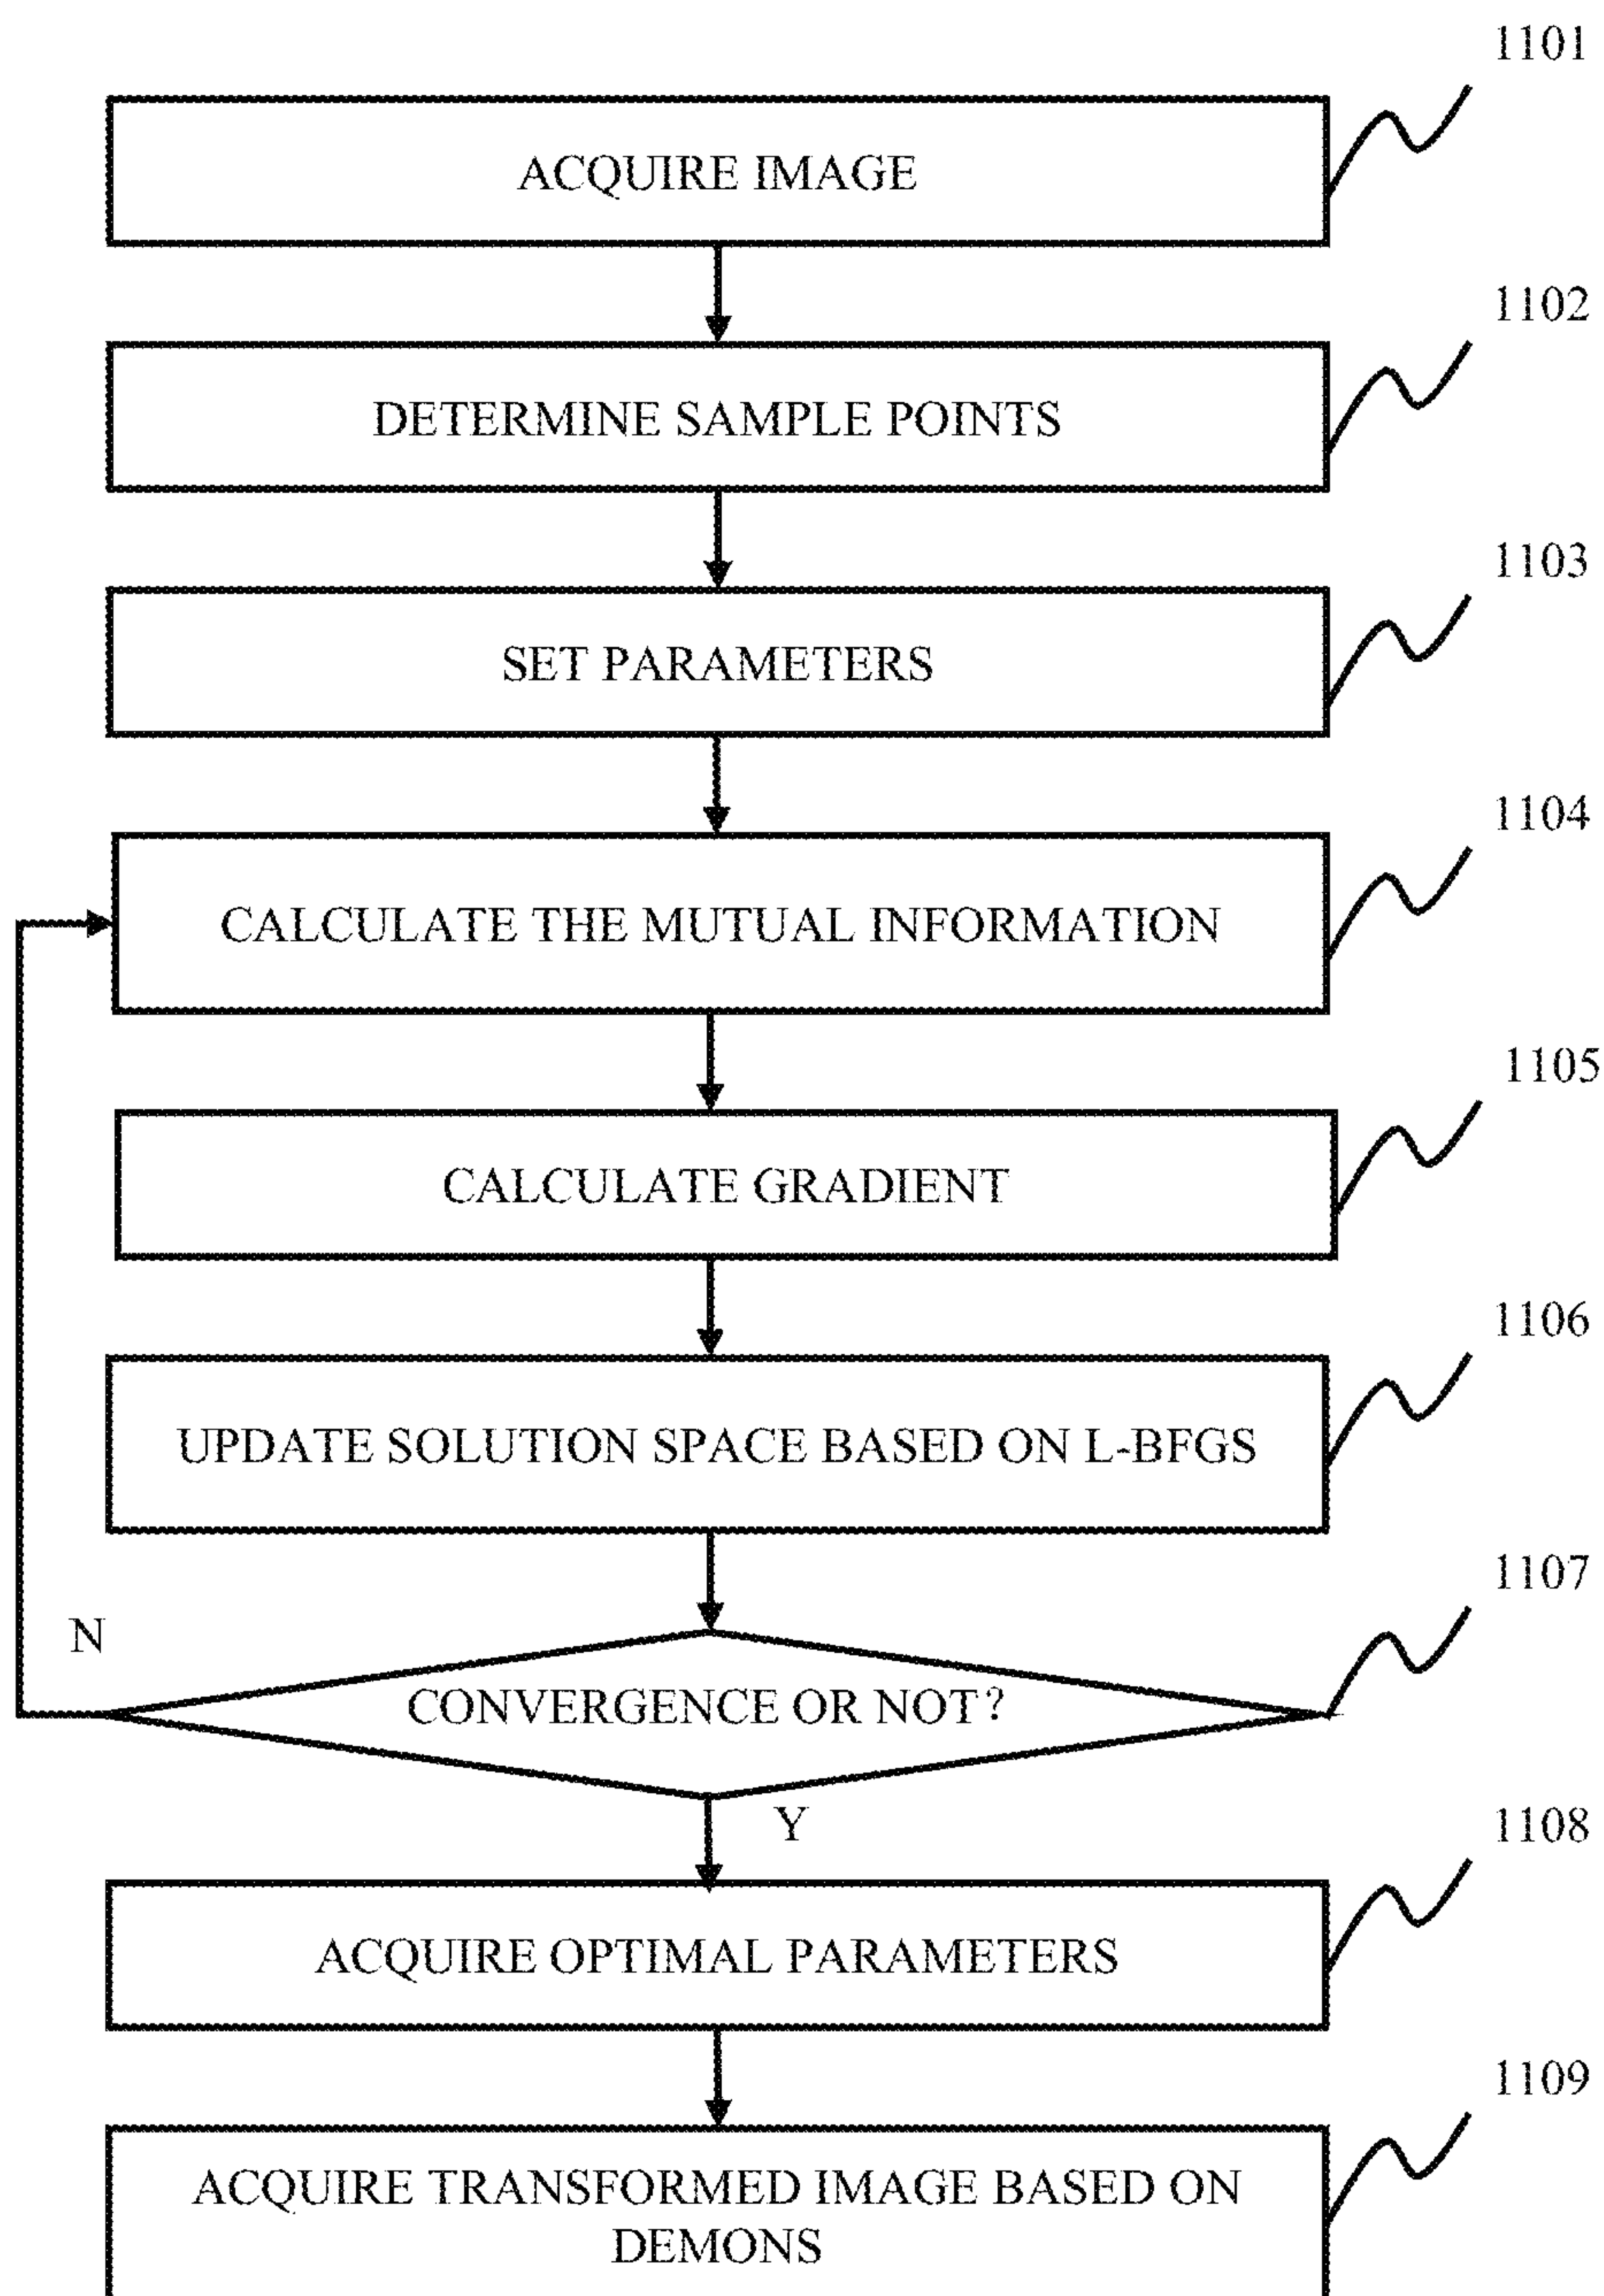 1101
ACQUIRE IMAGE
1102
DETERMINE SAMPLE POINTS
1103
SET PARAMETERS
1104
CALCULATE THE MUTUAL INFORMATION
1105
CALCULATE GRADIENT
1106
UPDATE SOLUTION SPACE BASED ON L-BFGS
1107
N
CONVERGENCE OR NOT?
Y
1108
ACQUIRE OPTIMAL PARAMETERS
1109
ACQUIRE TRANSFORMED IMAGE BASED ON
DEMONS